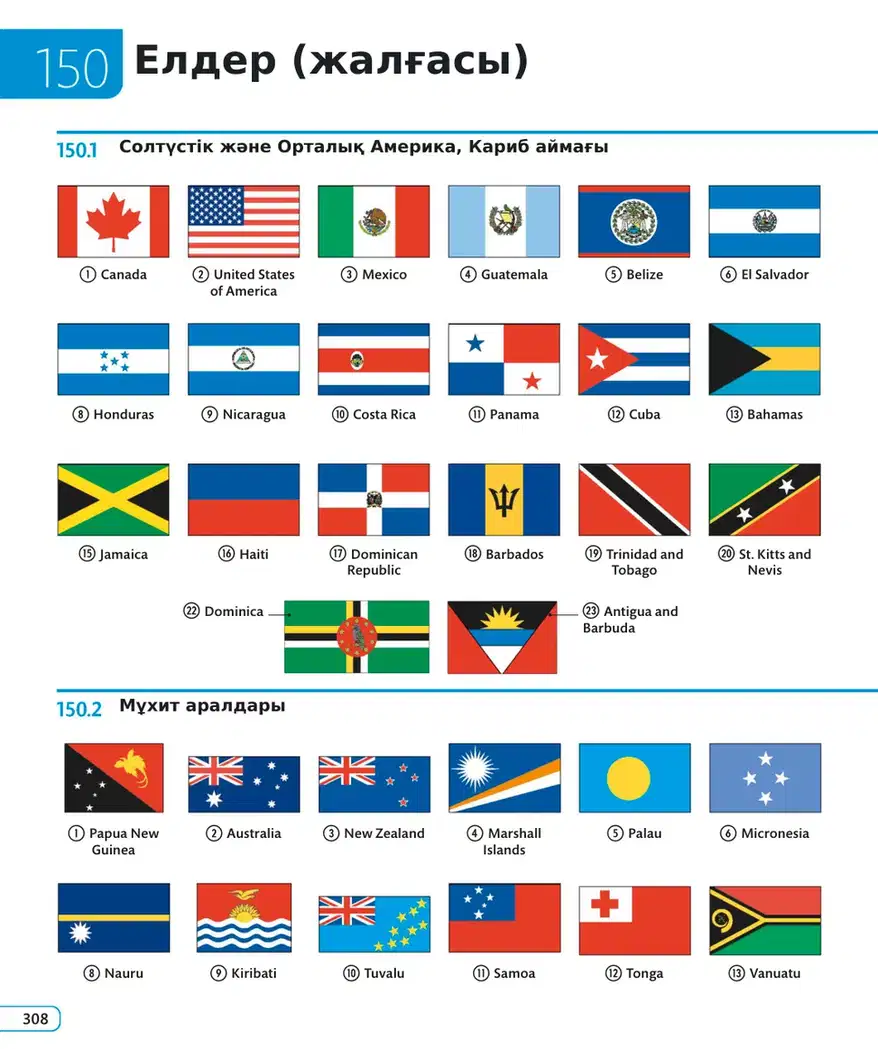 150 Елдер (жалғасы)
150.1 Солтүстік және Орталық Америка, Кариб аймағы
① Canada
② United States
of America
③ Mexico
④ Guatemala
⑤ Belize
⑥ El Salvador
⑧ Honduras
⑨ Nicaragua
⑩ Costa Rica
⑪ Panama
⑫ Cuba
⑬ Bahamas
⑮ Jamaica
⑯ Haiti
⑰ Dominican
Republic
⑱ Barbados
⑲ Trinidad and
Tobago
⑳ St. Kitts and
Nevis
㉒ Dominica
㉓ Antigua and
Barbuda
150.2 Мұхит аралдары
① Papua New
Guinea
② Australia
③ New Zealand
④ Marshall
Islands
⑤ Palau
⑥ Micronesia
⑧ Nauru
⑨ Kiribati
⑩ Tuvalu
⑪ Samoa
⑫ Tonga
⑬ Vanuatu
308